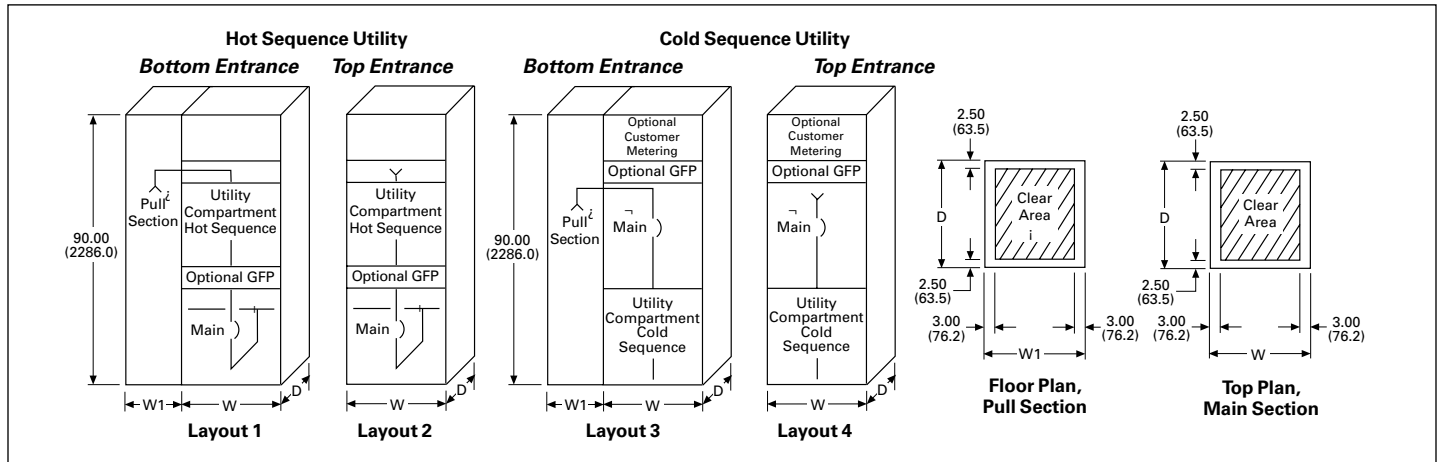 Hot Sequence Utility
Bottom Entrance
Top Entrance
Cold Sequence Utility
Bottom Entrance
Top Entrance
90.00
(2286.0)
¿
Pull
Section
Utility
Compartment
Hot Sequence
Optional GFP
Main
W1
W
D
Layout 1
Utility
Compartment
Hot Sequence
Optional GFP
Main
W
D
Layout 2
90.00
(2286.0)
¿
Pull
Section
Optional
Customer
Metering
Optional GFP
¬
Main
Utility
Compartment
Cold
Sequence
W1
W
D
Layout 3
Optional
Customer
Metering
Optional GFP
¬
Main
Utility
Compartment
Cold
Sequence
W
D
Layout 4
2.50
(63.5)
D
Clear
Area
¡
2.50
(63.5)
3.00
(76.2)
3.00
(76.2)
W1
Floor Plan,
Pull Section
2.50
(63.5)
D
Clear
Area
2.50
(63.5)
3.00
(76.2)
3.00
(76.2)
W
Top Plan,
Main Section